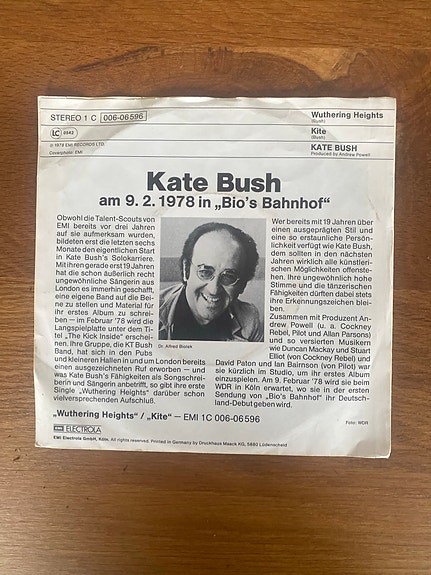 STEREO 1 C 006-06 596
Wuthering Heights
(Bush)
LC 0542
Kite
(Bush)
℗ 1978 EMI RECORDS LTD.
Coverphoto: EMI
KATE BUSH
Produced by Andrew Powell
Kate Bush
am 9. 2. 1978 in „Bio's Bahnhof“
Obwohl die Talent-Scouts von
EMI bereits vor drei Jahren
auf sie aufmerksam wurden,
bildeten erst die letzten sechs
Monate den eigentlichen Start
in Kate Bush's Solokarriere.
Mit ihren gerade erst 19 Jahren
hat die schon äußerlich recht
ungewöhnliche Sängerin aus
London es immerhin geschafft,
eine eigene Band auf die Bei-
ne zu stellen und Material für
ihr erstes Album zu schrei-
ben — im Februar '78 wird die
Langspielplatte unter dem Ti-
tel „The Kick Inside“ erschei-
nen. Ihre Gruppe, die KT Bush
Band, hat sich in den Pubs
und kleineren Hallen in und um London bereits
einen ausgezeichneten Ruf erworben — und
was Kate Bush's Fähigkeiten als Songschrei-
berin und Sängerin anbetrifft, so gibt ihre erste
Single „Wuthering Heights“ darüber schon
vielversprechenden Aufschluß.
Dr. Alfred Biolek
Wer bereits mit 19 Jahren über
einen ausgeprägten Stil und
eine so erstaunliche Persön-
lichkeit verfügt wie Kate Bush,
dem sollten in den nächsten
Jahren wirklich alle künstleri-
schen Möglichkeiten offenste-
hen. Ihre ungewöhnlich hohe
Stimme und die tänzerischen
Fähigkeiten dürften dabei stets
ihre Erkennungszeichen blei-
ben.
Zusammen mit Produzent An-
drew Powell (u. a. Cockney
Rebel, Pilot und Allan Parsons)
und so versierten Musikern
wie Duncan Mackay und Stuart
Elliot (von Cockney Rebel) und
David Paton und Ian Bairnson (von Pilot) war
sie kürzlich im Studio, um ihr erstes Album
einzuspielen. Am 9. Februar '78 wird sie beim
WDR in Köln erwartet, wo sie in der ersten
Sendung von „Bio's Bahnhof“ ihr Deutsch-
land-Debut geben wird.
„Wuthering Heights“ / „Kite“ — EMI 1C 006-06 596
Foto: WDR
EMI ELECTROLA
EMI Electrola GmbH, Köln. All rights reserved. Printed in Germany by Druckhaus Maack KG, 5880 Lüdenscheid